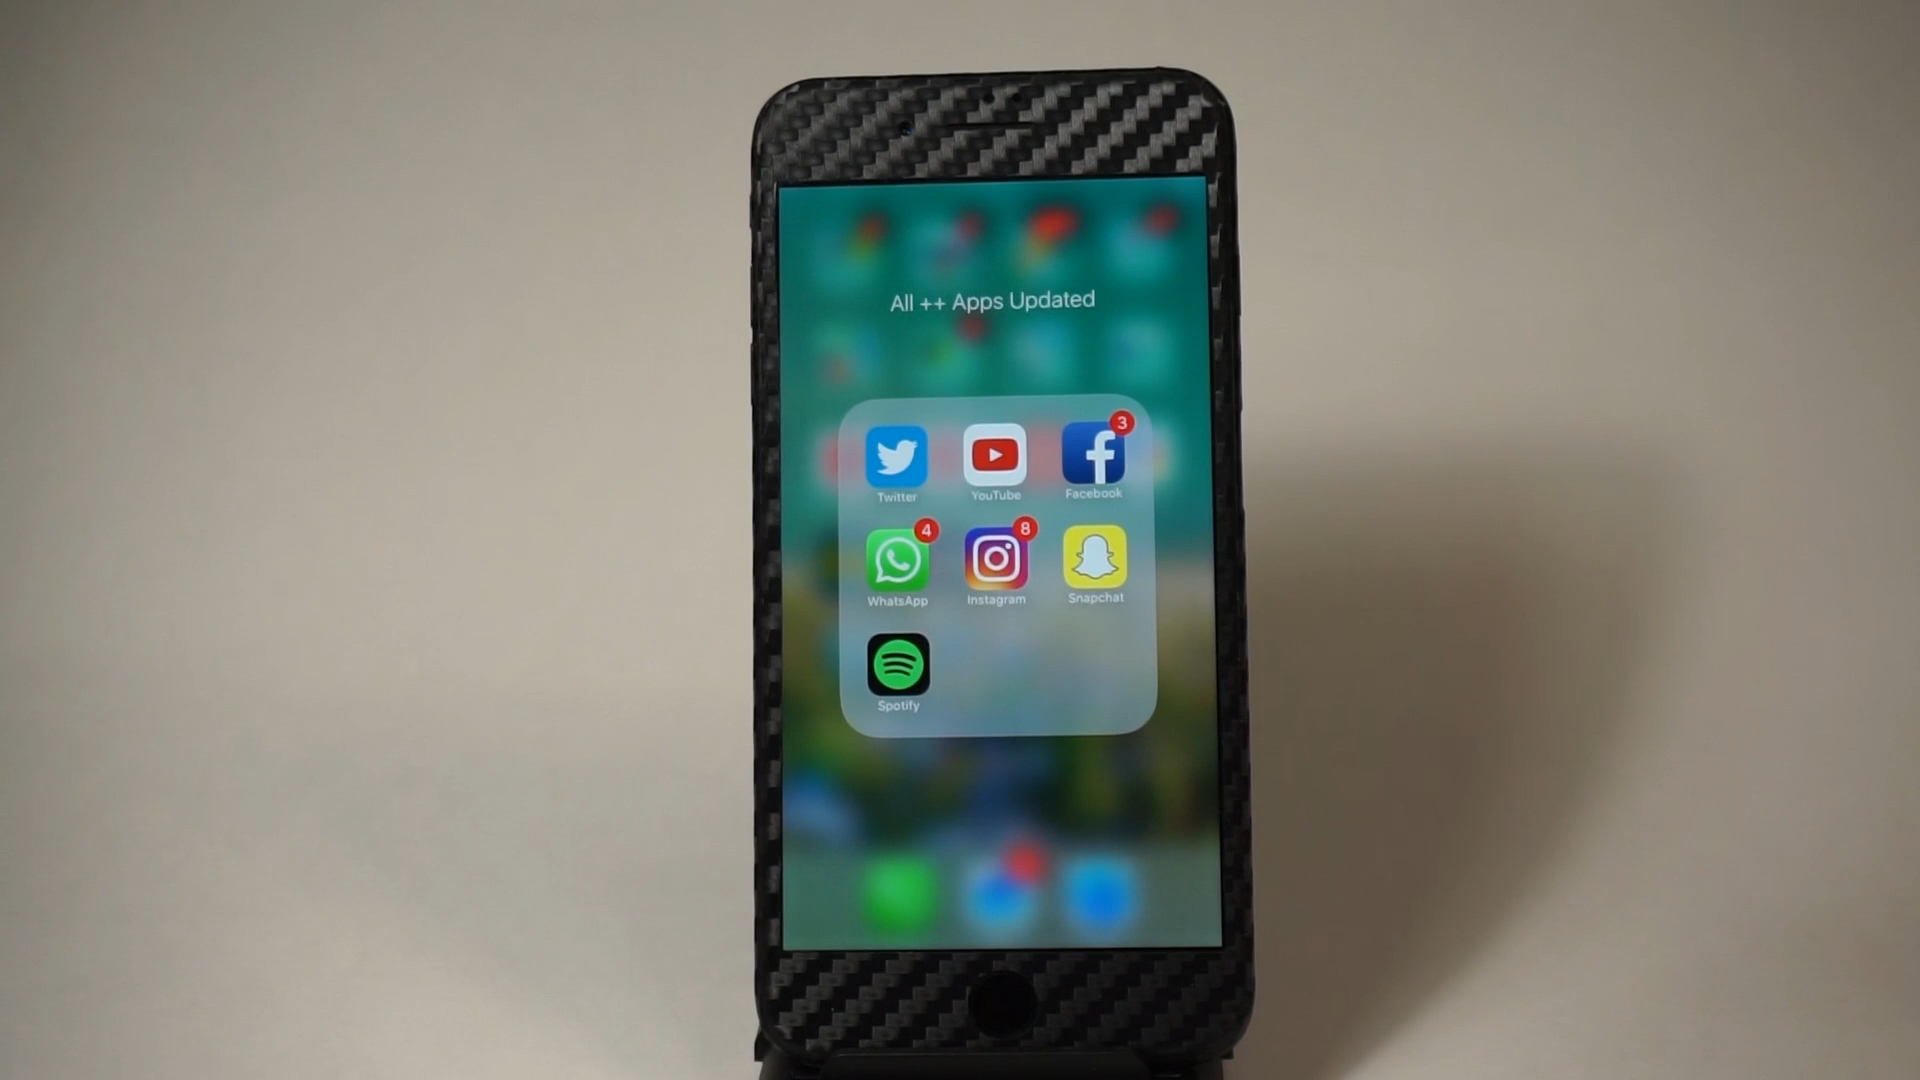 All ++ Apps Updated
Twitter
YouTube
Facebook
3
WhatsApp
4
Instagram
8
Snapchat
Spotify